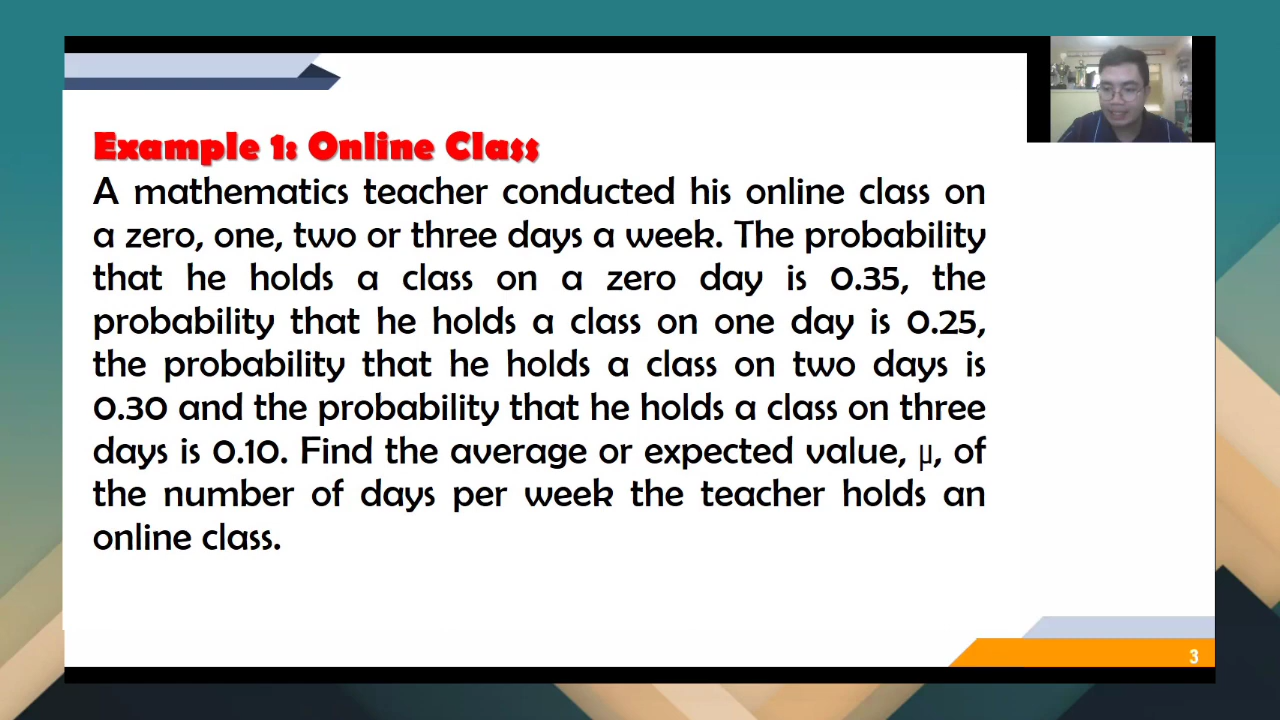 Example 1: Online Class
A mathematics teacher conducted his online class on
a zero, one, two or three days a week. The probability
that he holds a class on a zero day is 0.35, the
probability that he holds a class on one day is 0.25,
the probability that he holds a class on two days is
0.30 and the probability that he holds a class on three
days is 0.10. Find the average or expected value, μ, of
the number of days per week the teacher holds an
online class.
3